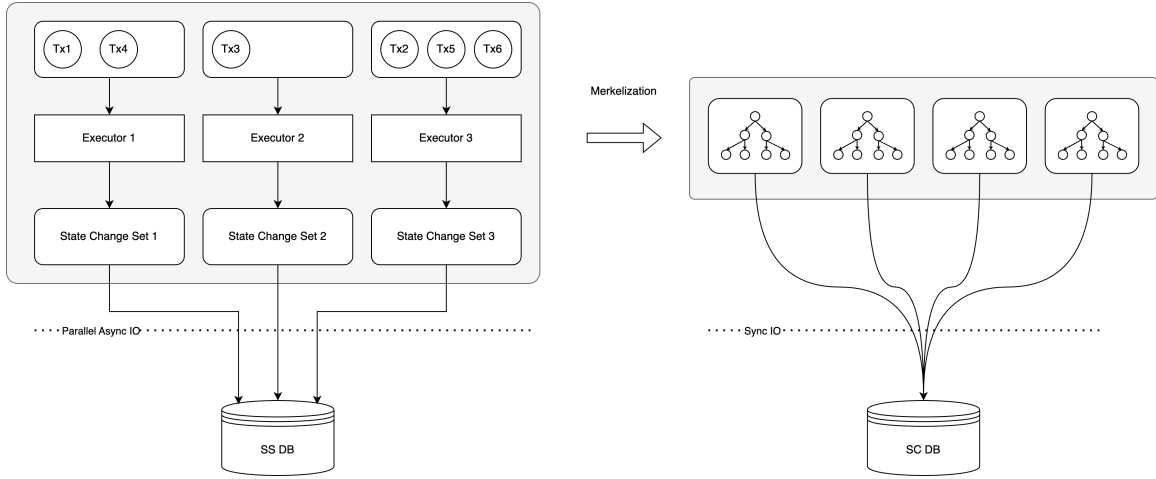 Tx1
Tx4
Tx3
Tx2
Tx5
Tx6
Merkelization
Executor 1
Executor 2
Executor 3
State Change Set 1
State Change Set 2
State Change Set 3
Parallel Async IO
Sync IO
SS DB
SC DB